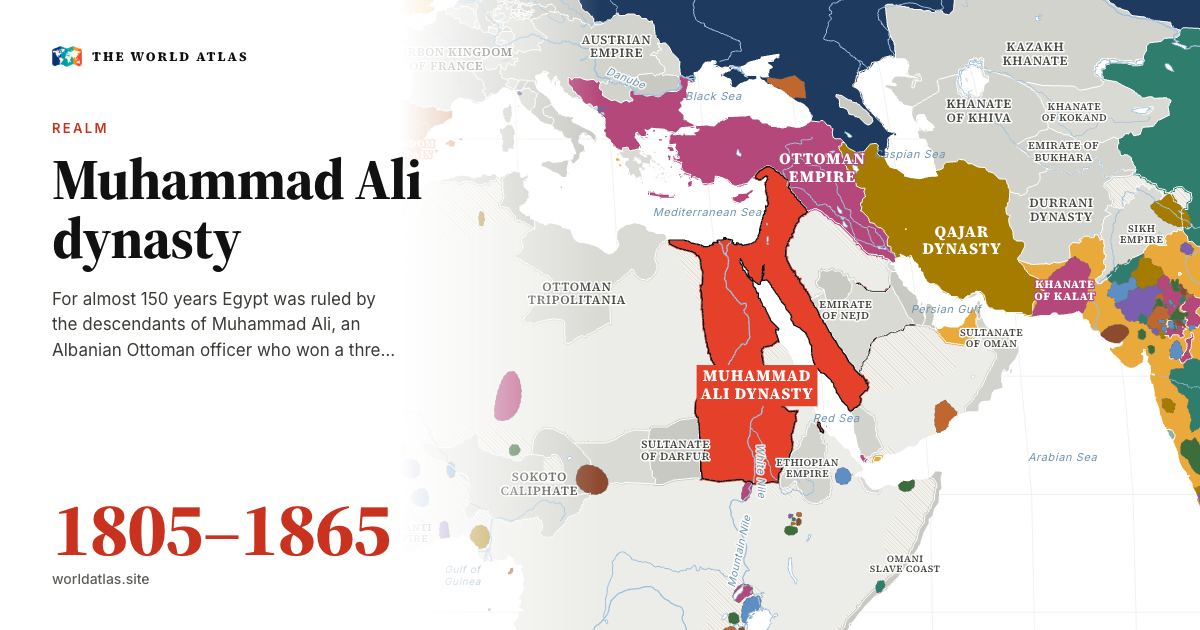 THE WORLD ATLAS
REALM
Muhammad Ali
dynasty
For almost 150 years Egypt was ruled by
the descendants of Muhammad Ali, an
Albanian Ottoman officer who won a thre...
1805–1865
worldatlas.site
KINGDOM
OF FRANCE
AUSTRIAN
EMPIRE
Danube
Black Sea
KAZAKH
KHANATE
KHANATE
OF KHIVA
KHANATE
OF KOKAND
EMIRATE OF
BUKHARA
OTTOMAN
EMPIRE
Mediterranean Sea
DURRANI
DYNASTY
SIKH
EMPIRE
QAJAR
DYNASTY
KHANATE
OF KALAT
OTTOMAN
TRIPOLITANIA
EMIRATE
OF NEJD
Persian Gulf
SULTANATE
OF OMAN
MUHAMMAD
ALI DYNASTY
Red Sea
SULTANATE
OF DARFUR
White Nile
ETHIOPIAN
EMPIRE
Arabian Sea
SOKOTO
CALIPHATE
Mountain Nile
OMANI
SLAVE COAST
Gulf of
Guinea